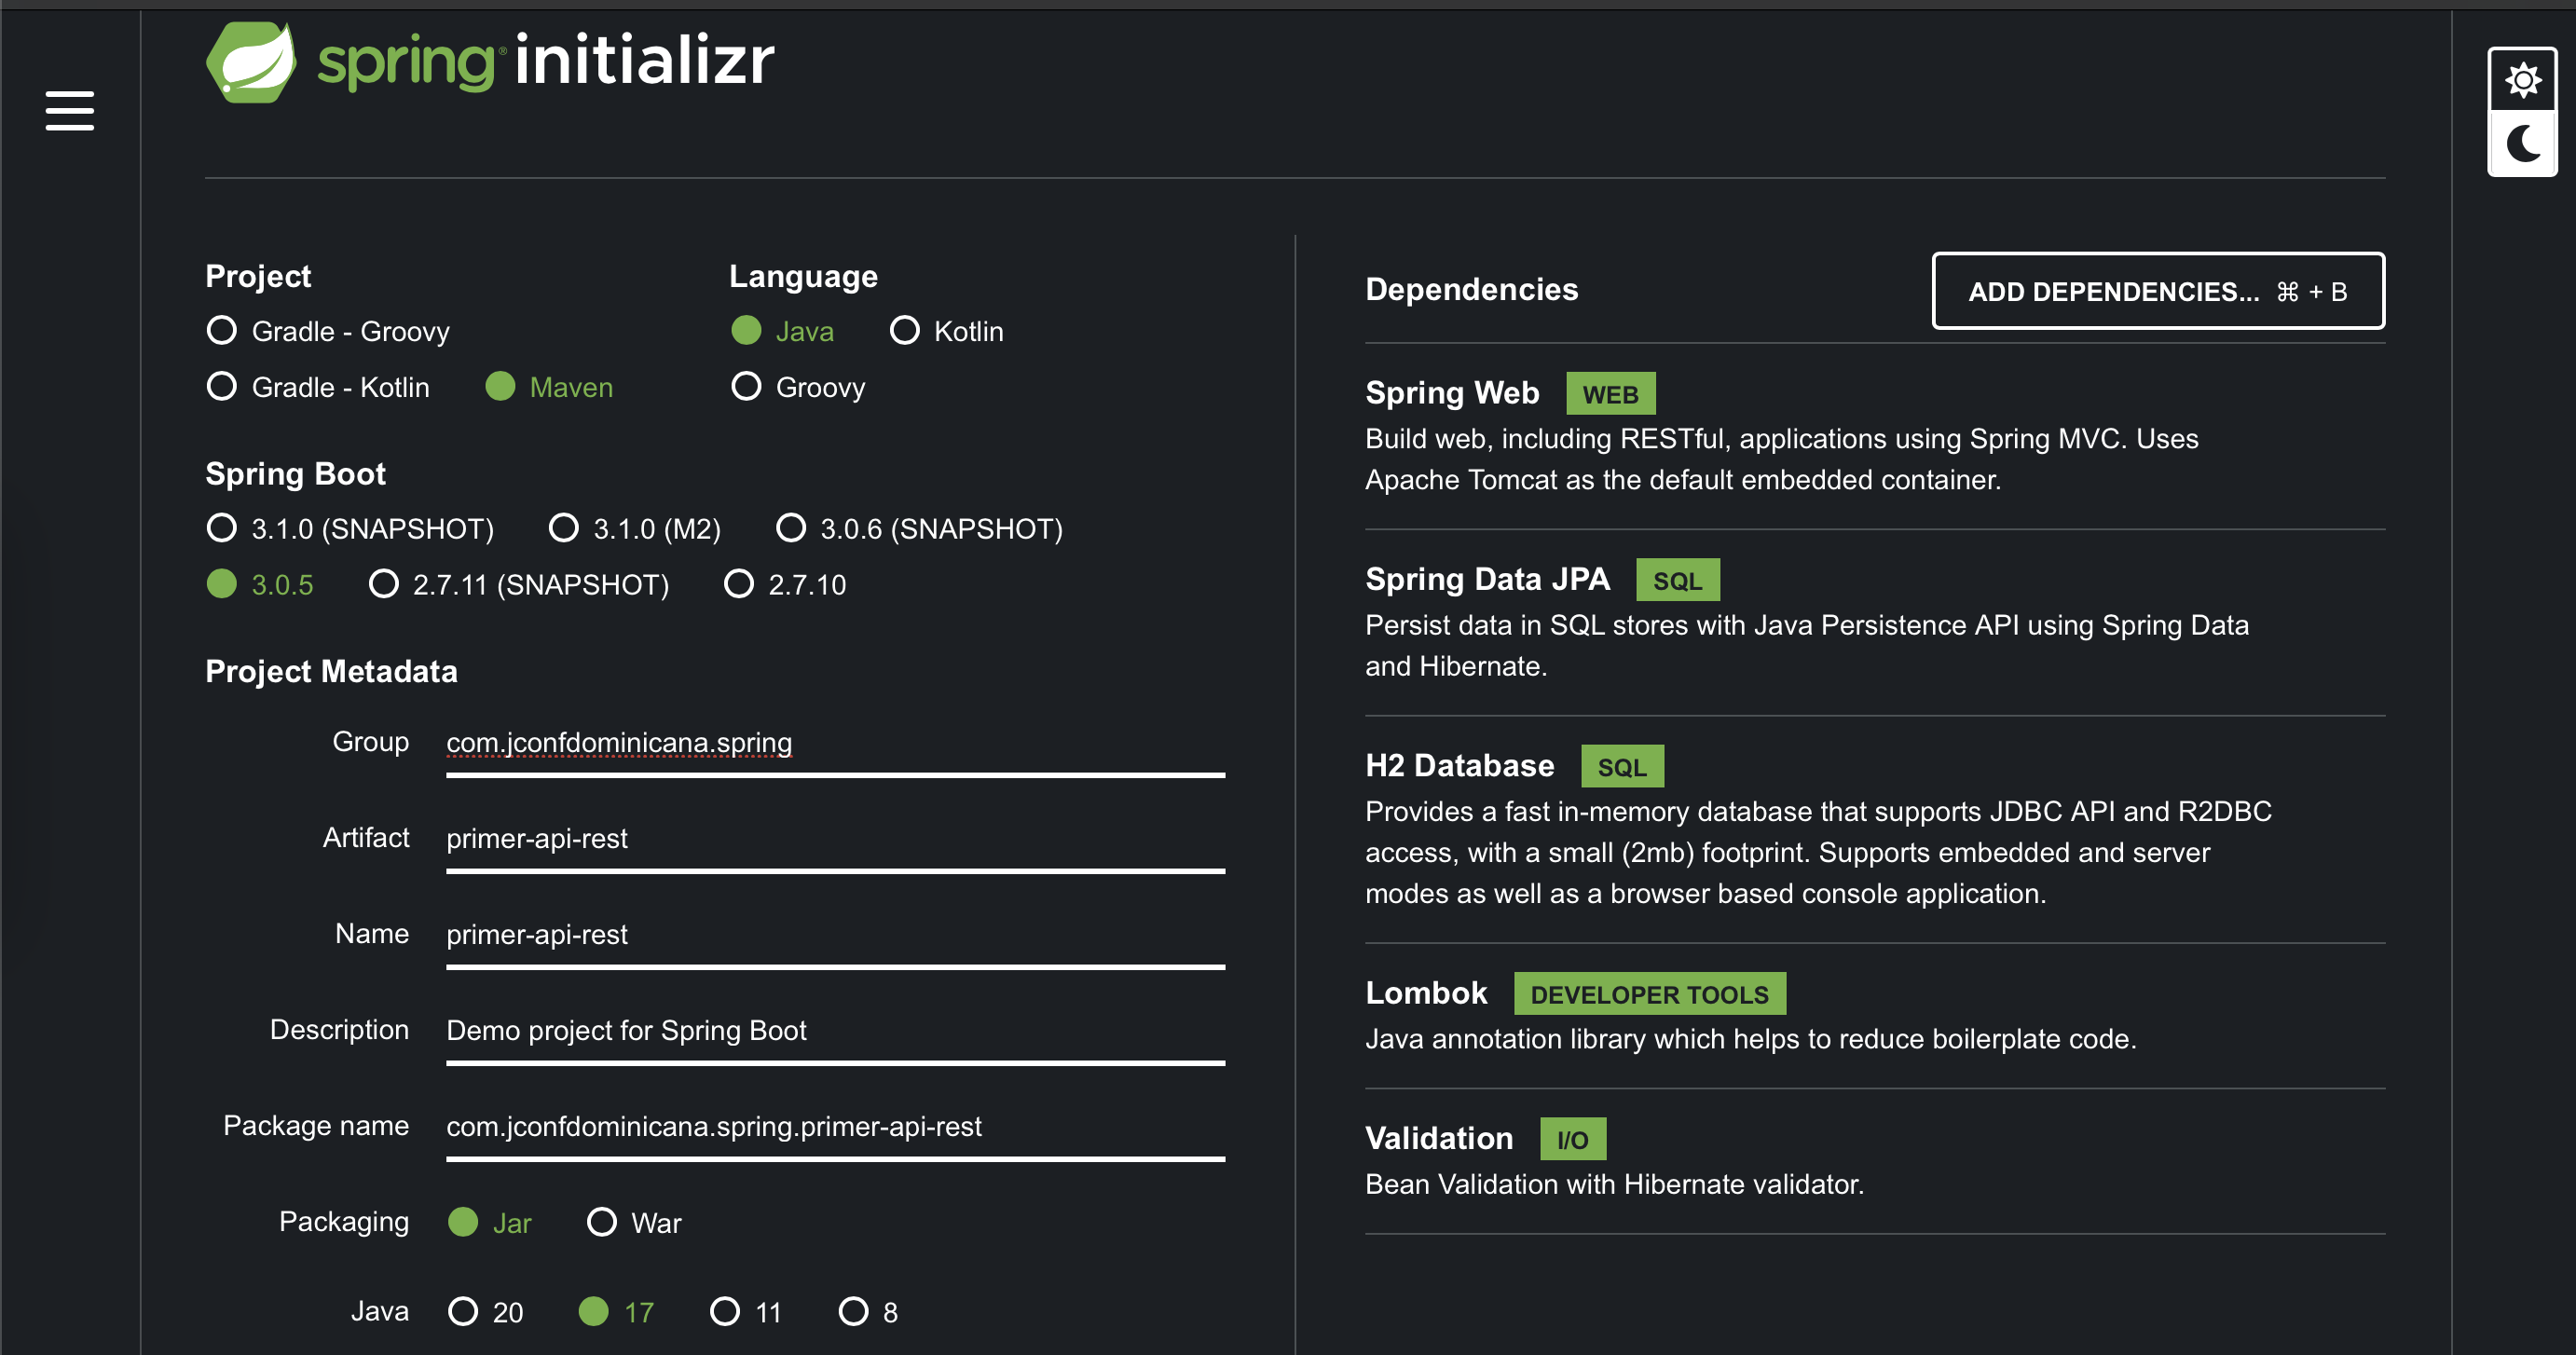 spring® initializr
Project
Gradle - Groovy
Gradle - Kotlin Maven
Language
Java Kotlin
Groovy
Spring Boot
3.1.0 (SNAPSHOT) 3.1.0 (M2) 3.0.6 (SNAPSHOT)
3.0.5 2.7.11 (SNAPSHOT) 2.7.10
Project Metadata
Group com.jconfdominicana.spring
Artifact primer-api-rest
Name primer-api-rest
Description Demo project for Spring Boot
Package name com.jconfdominicana.spring.primer-api-rest
Packaging Jar War
Java 20 17 11 8
Dependencies ADD DEPENDENCIES... ⌘ + B
Spring Web WEB
Build web, including RESTful, applications using Spring MVC. Uses
Apache Tomcat as the default embedded container.
Spring Data JPA SQL
Persist data in SQL stores with Java Persistence API using Spring Data
and Hibernate.
H2 Database SQL
Provides a fast in-memory database that supports JDBC API and R2DBC
access, with a small (2mb) footprint. Supports embedded and server
modes as well as a browser based console application.
Lombok DEVELOPER TOOLS
Java annotation library which helps to reduce boilerplate code.
Validation I/O
Bean Validation with Hibernate validator.